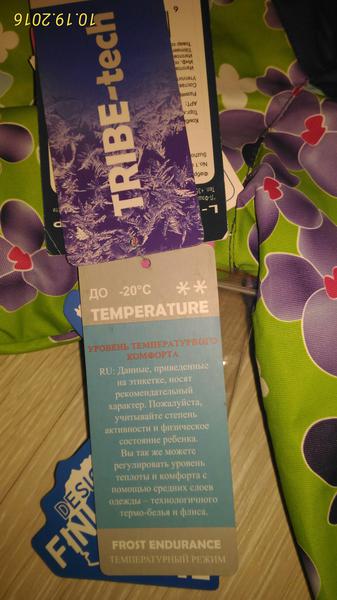 10.19.2016
TRIBE-tech
ДО -20°C
TEMPERATURE
УРОВЕНЬ ТЕМПЕРАТУРНОГО
КОМФОРТА
RU: Данные, приведенные
на этикетке, носят
рекомендательный
характер. Пожалуйста,
учитывайте степень
активности и физическое
состояние ребенка.
Вы так же можете
регулировать уровень
теплоты и комфорта с
помощью средних слоев
одежды – технологичного
термо-белья и флиса.
FROST ENDURANCE
ТЕМПЕРАТУРНЫЙ РЕЖИМ
DESIG
FIN